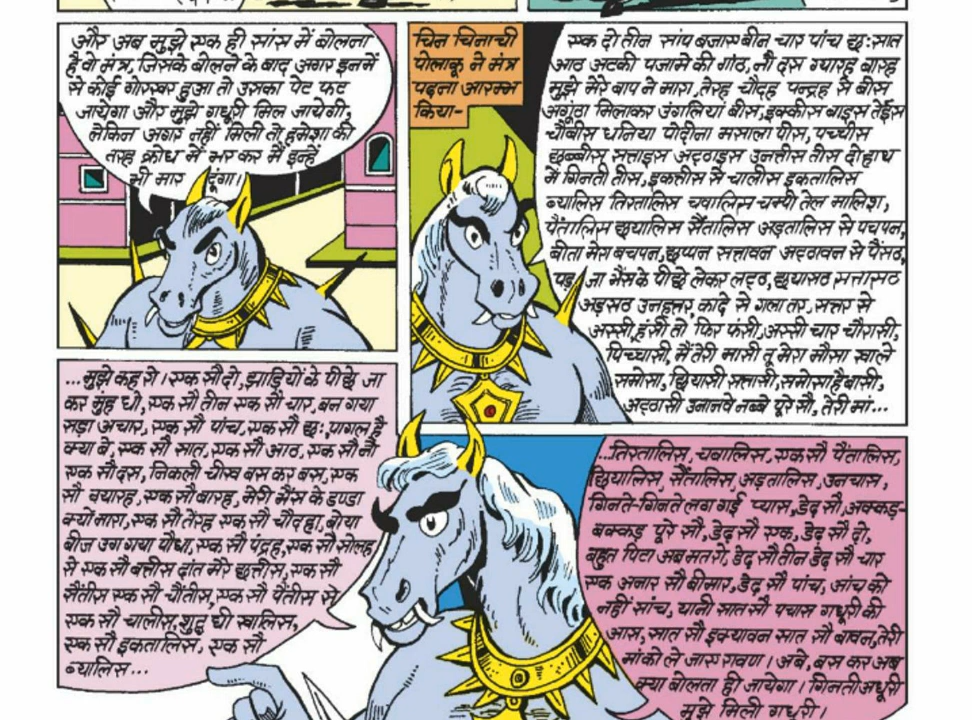 और अब मुझे एक ही सांस में बोलना
है वो मंत्र, जिसके बोलने के बाद अगर इनमें
से कोई गोरखर हुआ तो उसका पेट फट
जायेगा और मुझे गधूरी मिल जायेगी,
लेकिन अगर नहीं मिली तो हमेशा की
तरह क्रोध में भर कर मैं इन्हें
भी मार दूंगा।
चिन चिनाची
पोलाकू ने मंत्र
पढ़ना आरम्भ
किया-
एक दो तीन सांप बजाए बीन चार पांच छः सात
आठ अटकी पजामे की गांठ, नौ दस ग्यारह बारह
मुझे मेरे बाप ने मारा, तेरह चौदह पन्द्रह से बीस
अंगूंठा मिलाकर उंगलियां बीस, इक्कीस बाइस तेईस
चौबीस धनिया पोदीना मसाला पीस, पच्चीस
छब्बीस सत्ताइस अट्ठाइस उनत्तीस तीस दो हाथ
में गिनती तीस, इकत्तीस से चालीस इकतालिस
ब्यालिस तिरतालिस चवालिस चम्पी तेल मालिश,
पैंतालिस छयालिस सैंतालिस अड़तालिस से पचपन,
बीता मेरा बचपन, छप्पन सत्तावन अट्ठावन से पैंसठ,
पड़ जा भैंस के पीछे लेकर लट्ठ, छयासठ सत्तासठ
अड़सठ उनहत्तर, कादे से गला तर, सत्तर से
अस्सी, हंसी तो फिर फंसी, अस्सी चार चौरासी,
पिच्चासी, मैं तेरी मासी तू मेरा मौसा खाले
समोसा, छियासी सत्तासी, समोसा है बासी,
अट्ठासी उनानवे नब्बे पूरे सौ, तेरी मां...
...मुझे कह रो। एक सौ दो, झाड़ियों के पीछे जा
कर मुंह धो, एक सौ तीन एक सौ चार, बन गया
सड़ा अचार, एक सौ पांच, एक सौ छः, पागल है
क्या बे, एक सौ सात, एक सौ आठ, एक सौ नौ
एक सौ दस, निकली चीख बस कर बस, एक
सौ ग्यारह, एक सौ बारह, मेरी भैंस के डण्डा
क्यों मारा, एक सौ तेरह एक सौ चौदह, बोया
बीज उग गया पौधा, एक सौ पंद्रह, एक सौ सोलह
से एक सौ बत्तीस दांत मेरे छत्तीस, एक सौ
सैंतीस एक सौ चौंतीस, एक सौ पैंतीस से
एक सौ चालीस, शुद्ध घी खालिस,
एक सौ इकतालिस, एक सौ
ब्यालिस...
...तिरतालिस, चवालिस, एक सौ पैंतालिस,
छियालिस, सैंतालिस, अड़तालिस, उनचास,
गिनते-गिनते लग गई प्यास, डेढ़ सौ, अक्कड़-
बक्कड़ पूरे सौ, डेढ़ सौ एक, डेढ़ सौ दो,
बहुत पिटा अब मत रो, डेढ़ सौ तीन डेढ़ सौ चार
एक अनार सौ बीमार, डेढ़ सौ पांच, आंच को
नहीं सांच, यानी सात सौ पचास गधूरी की
आस, सात सौ इक्यावन सात सौ बावन, तेरी
मां को ले जाए रावण। अबे, बस कर अब
क्या बोलता ही जायेगा। गिनती अधूरी
मुझे मिली गधूरी।